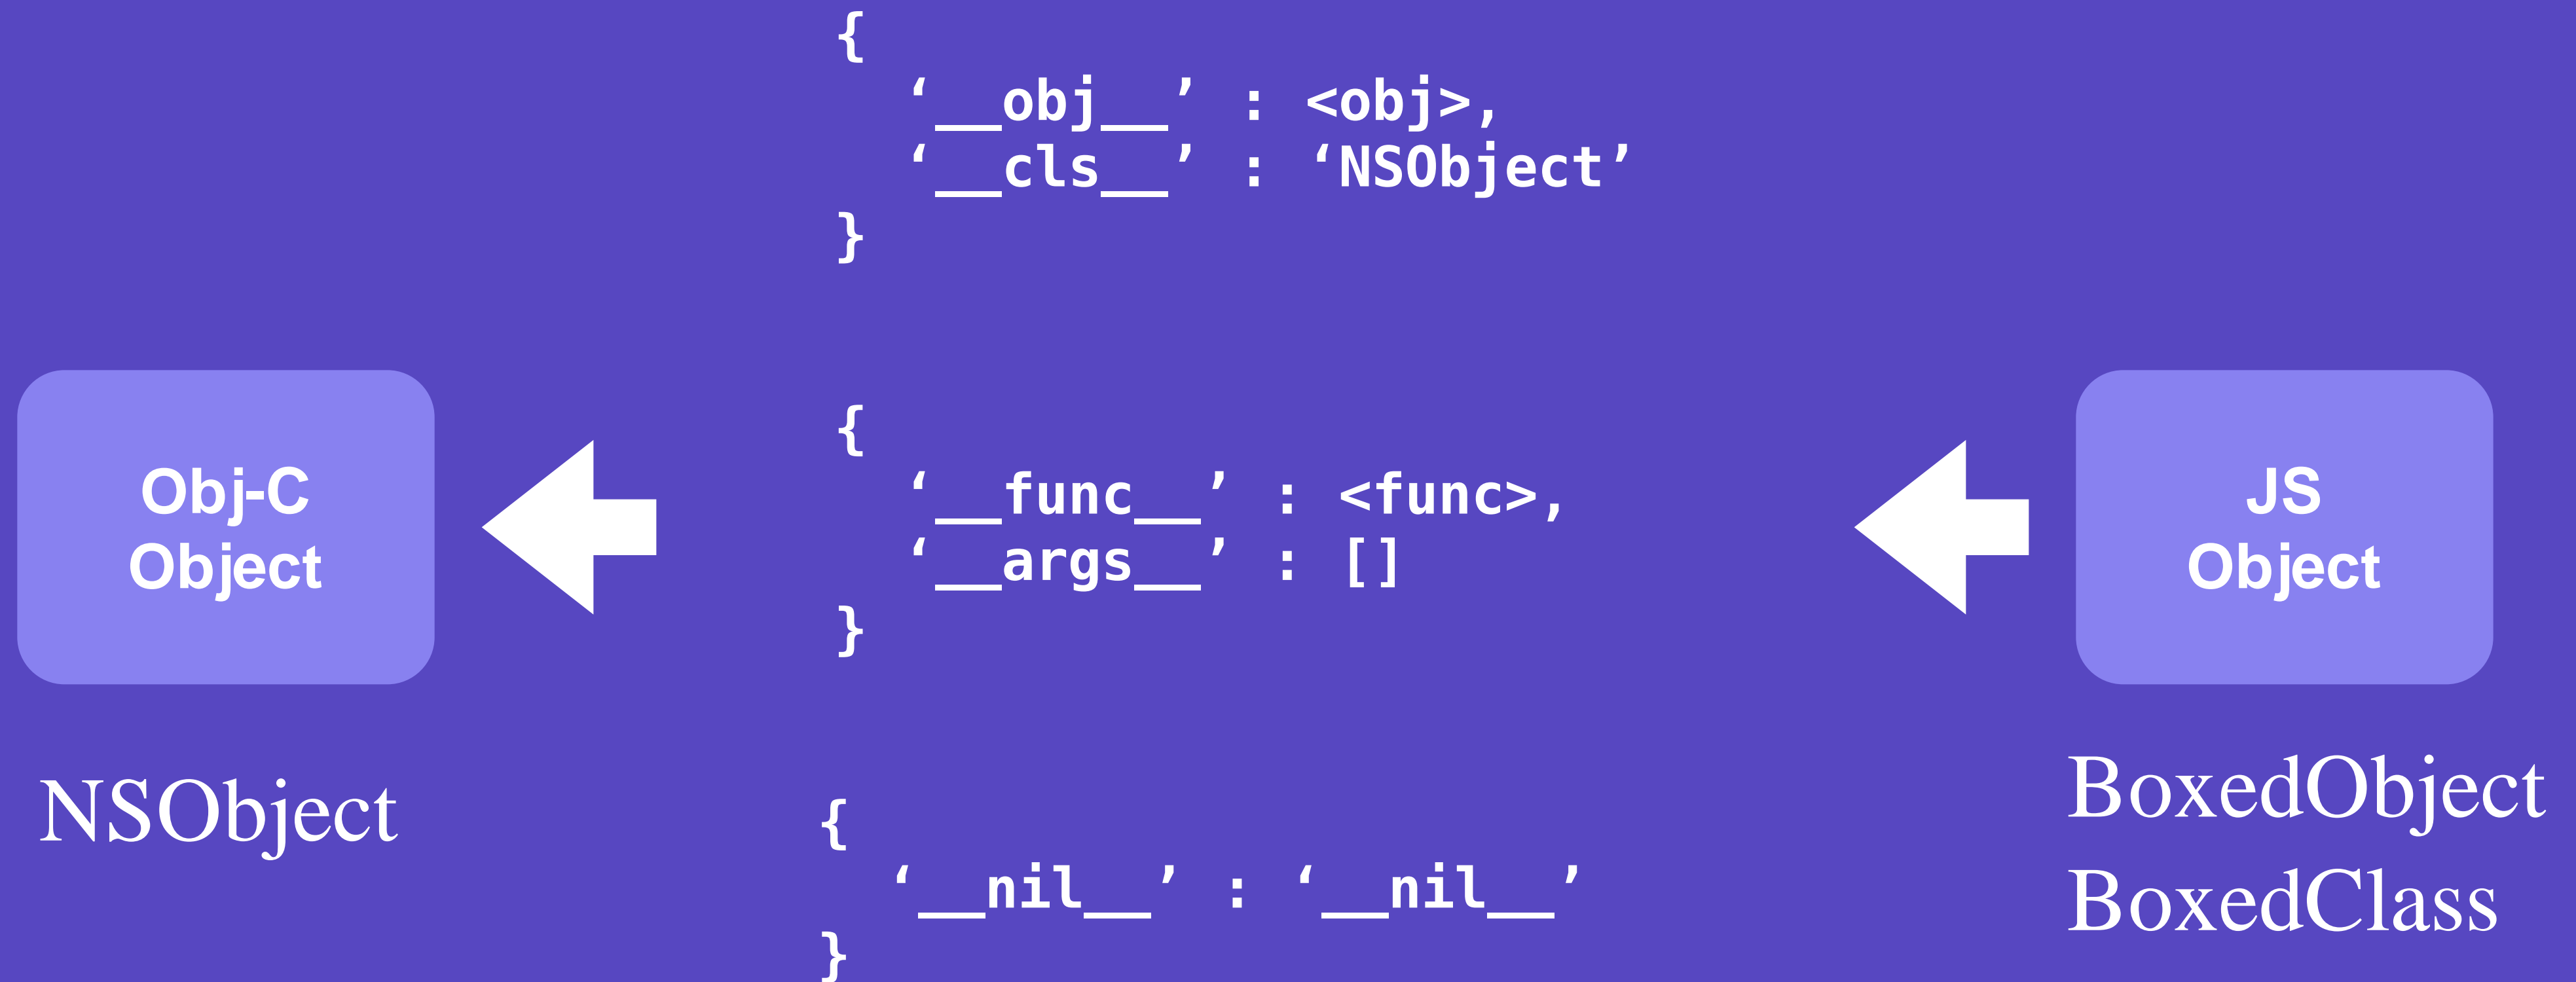 {
‘__obj__’ : <obj>,
‘__cls__’ : ‘NSObject’
}
Obj-C
Object
NSObject
{
‘__func__’ : <func>,
‘__args__’ : []
}
{
‘__nil__’ : ‘__nil__’
}
JS
Object
BoxedObject
BoxedClass